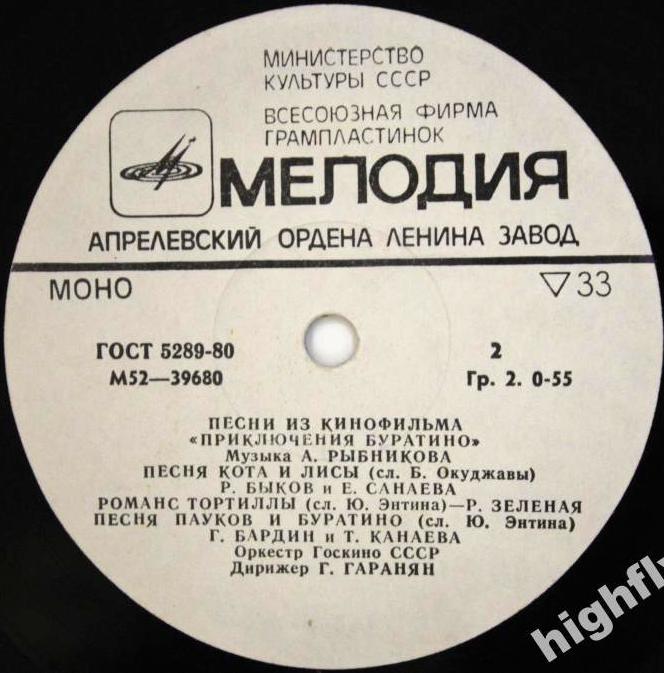 МИНИСТЕРСТВО
КУЛЬТУРЫ СССР
ВСЕСОЮЗНАЯ ФИРМА
ГРАМПЛАСТИНОК
МЕЛОДИЯ
АПРЕЛЕВСКИЙ ОРДЕНА ЛЕНИНА ЗАВОД
МОНО ▽33
ГОСТ 5289-80 2
М52—39680 Гр. 2. 0-55
ПЕСНИ ИЗ КИНОФИЛЬМА
«ПРИКЛЮЧЕНИЯ БУРАТИНО»
Музыка А. РЫБНИКОВА
ПЕСНЯ КОТА И ЛИСЫ (сл. Б. Окуджавы)
Р. БЫКОВ и Е. САНАЕВА
РОМАНС ТОРТИЛЛЫ (сл. Ю. Энтина)—Р. ЗЕЛЕНАЯ
ПЕСНЯ ПАУКОВ И БУРАТИНО (сл. Ю. Энтина)
Г. БАРДИН и Т. КАНАЕВА
Оркестр Госкино СССР
Дирижер Г. ГАРАНЯН
highfly